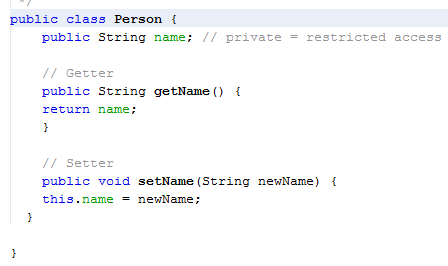 */
public class Person {
public String name; // private = restricted access
// Getter
public String getName() {
return name;
}
// Setter
public void setName(String newName) {
this.name = newName;
}
}